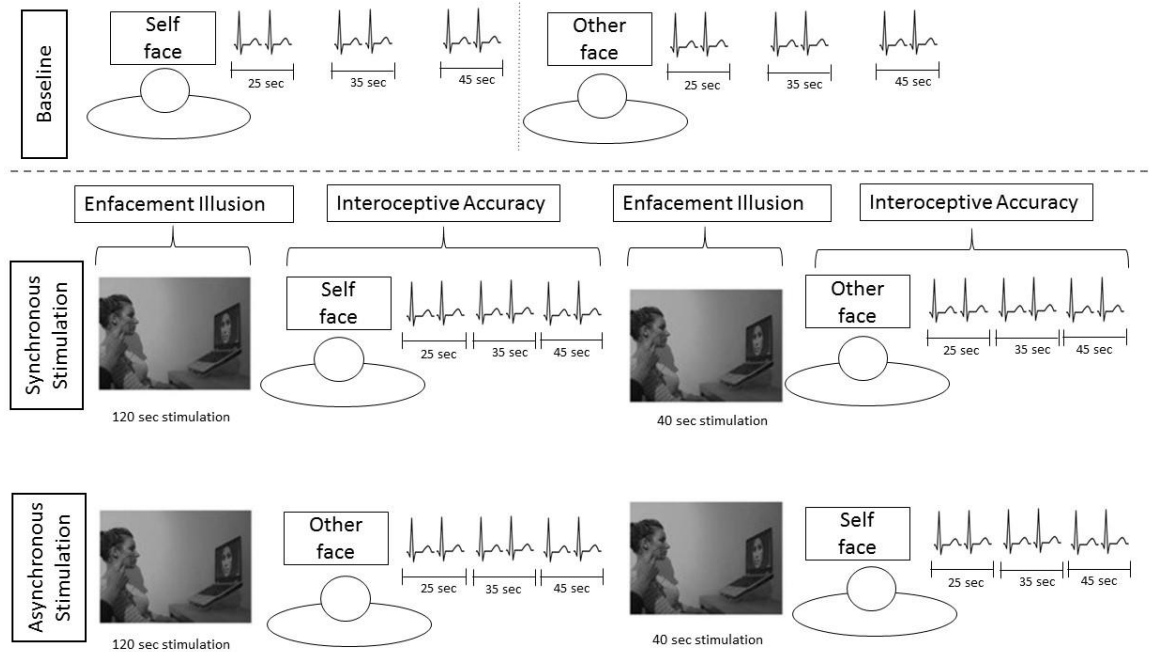 Baseline
Self
face
25 sec
35 sec
45 sec
Other
face
25 sec
35 sec
45 sec
Enfacement Illusion
Interoceptive Accuracy
Enfacement Illusion
Interoceptive Accuracy
Synchronous
Stimulation
120 sec stimulation
Self
face
25 sec
35 sec
45 sec
40 sec stimulation
Other
face
25 sec
35 sec
45 sec
Asynchronous
Stimulation
120 sec stimulation
Other
face
25 sec
35 sec
45 sec
40 sec stimulation
Self
face
25 sec
35 sec
45 sec